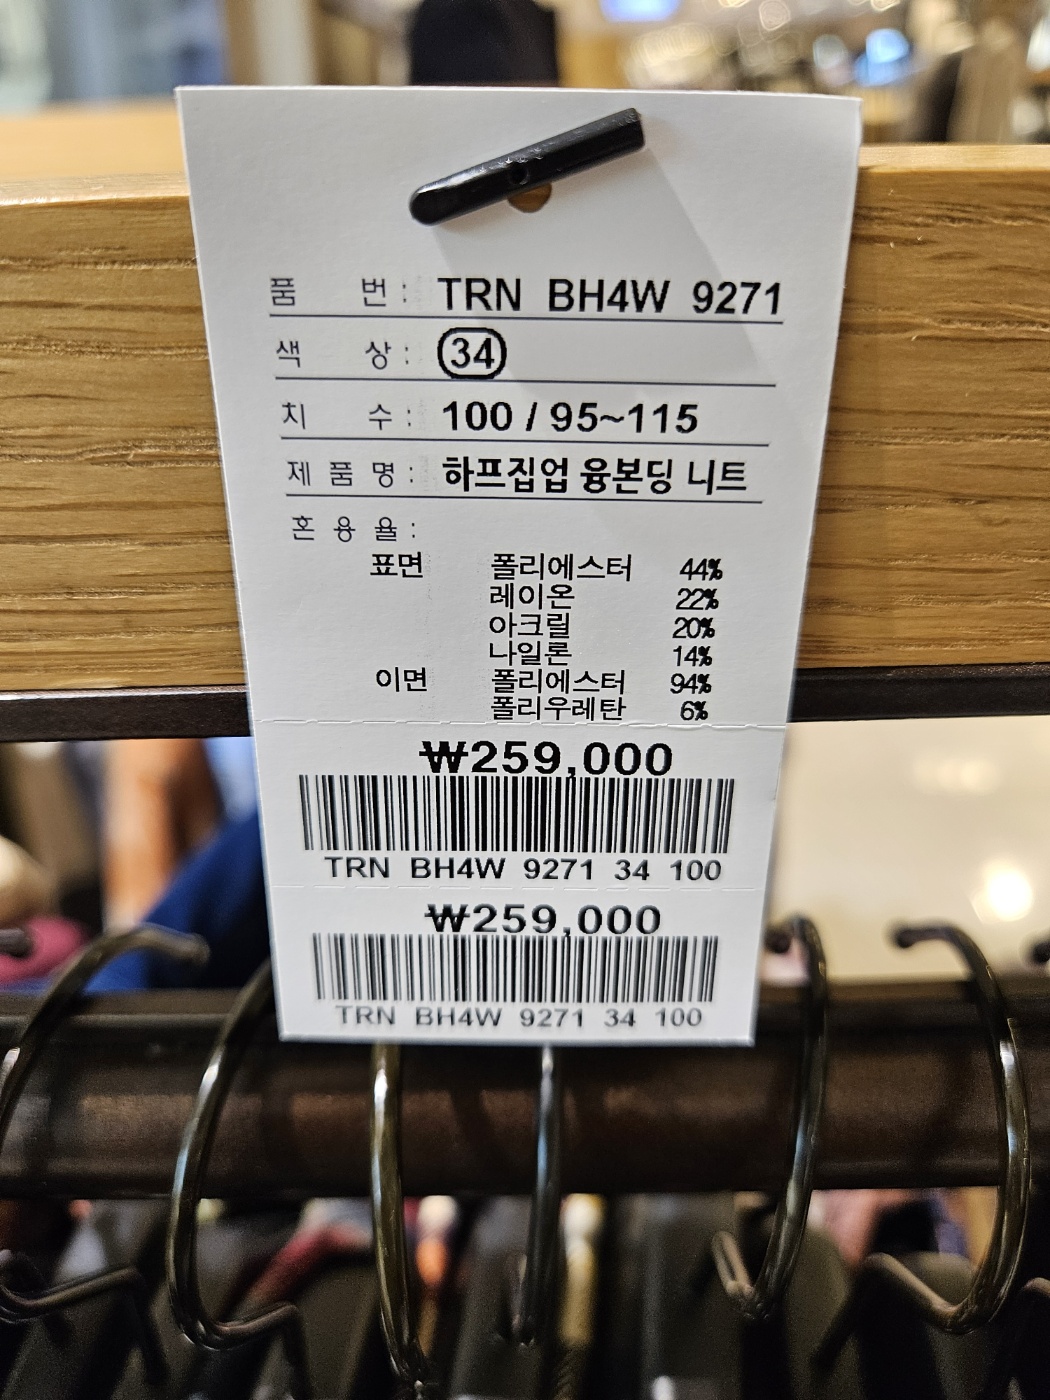 품 번 : TRN BH4W 9271
색 상 : 34
치 수 : 100 / 95~115
제 품 명 : 하프집업 융본딩 니트
혼 용 율 :
표면 폴리에스터 44%
레이온 22%
아크릴 20%
나일론 14%
이면 폴리에스터 94%
폴리우레탄 6%
₩259,000
TRN BH4W 9271 34 100
₩259,000
TRN BH4W 9271 34 100